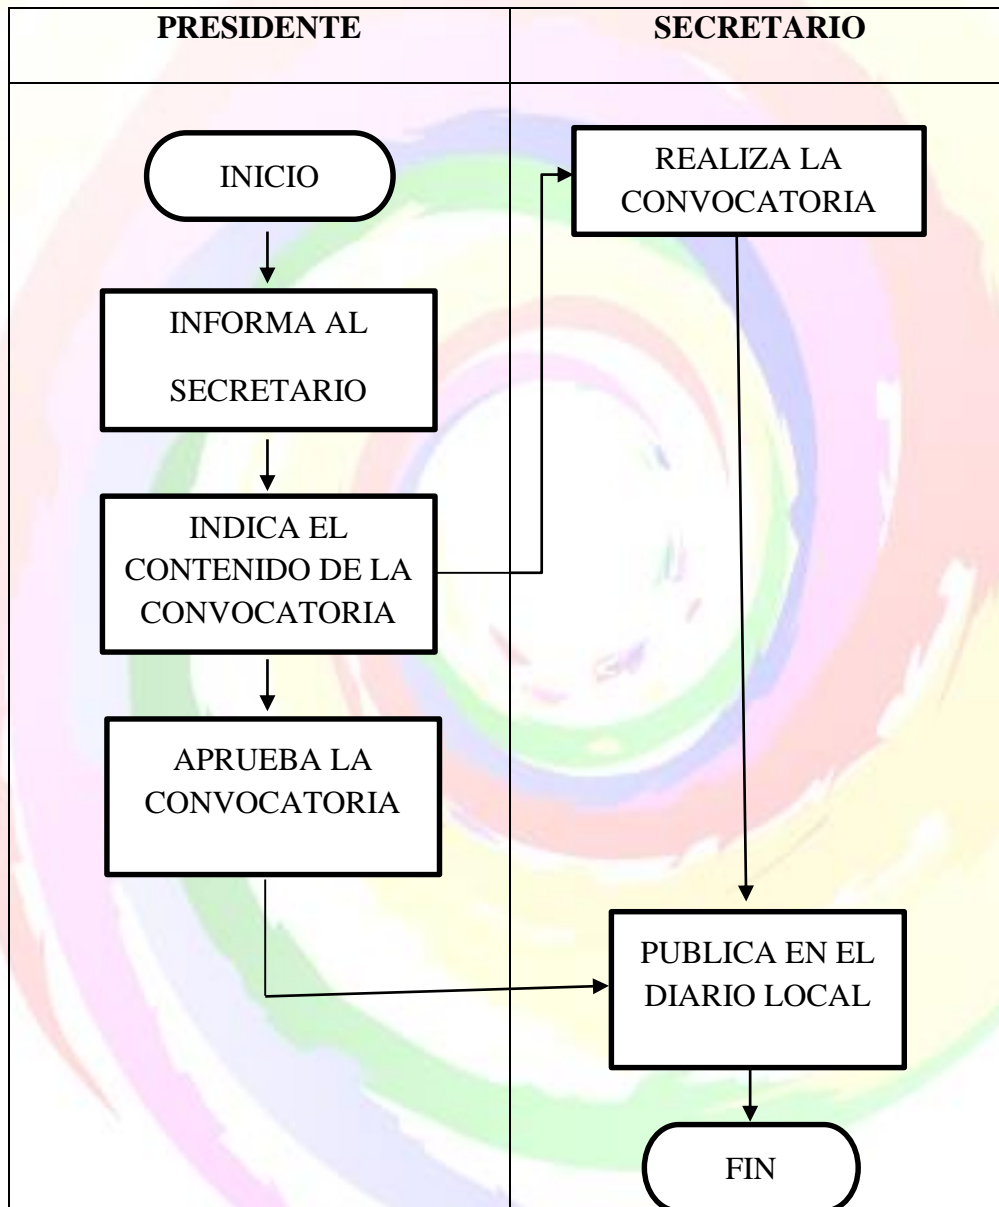 PRESIDENTE
SECRETARIO
INICIO
REALIZA LA
CONVOCATORIA
INFORMA AL
SECRETARIO
INDICA EL
CONTENIDO DE LA
CONVOCATORIA
APRUEBA LA
CONVOCATORIA
PUBLICA EN EL
DIARIO LOCAL
FIN